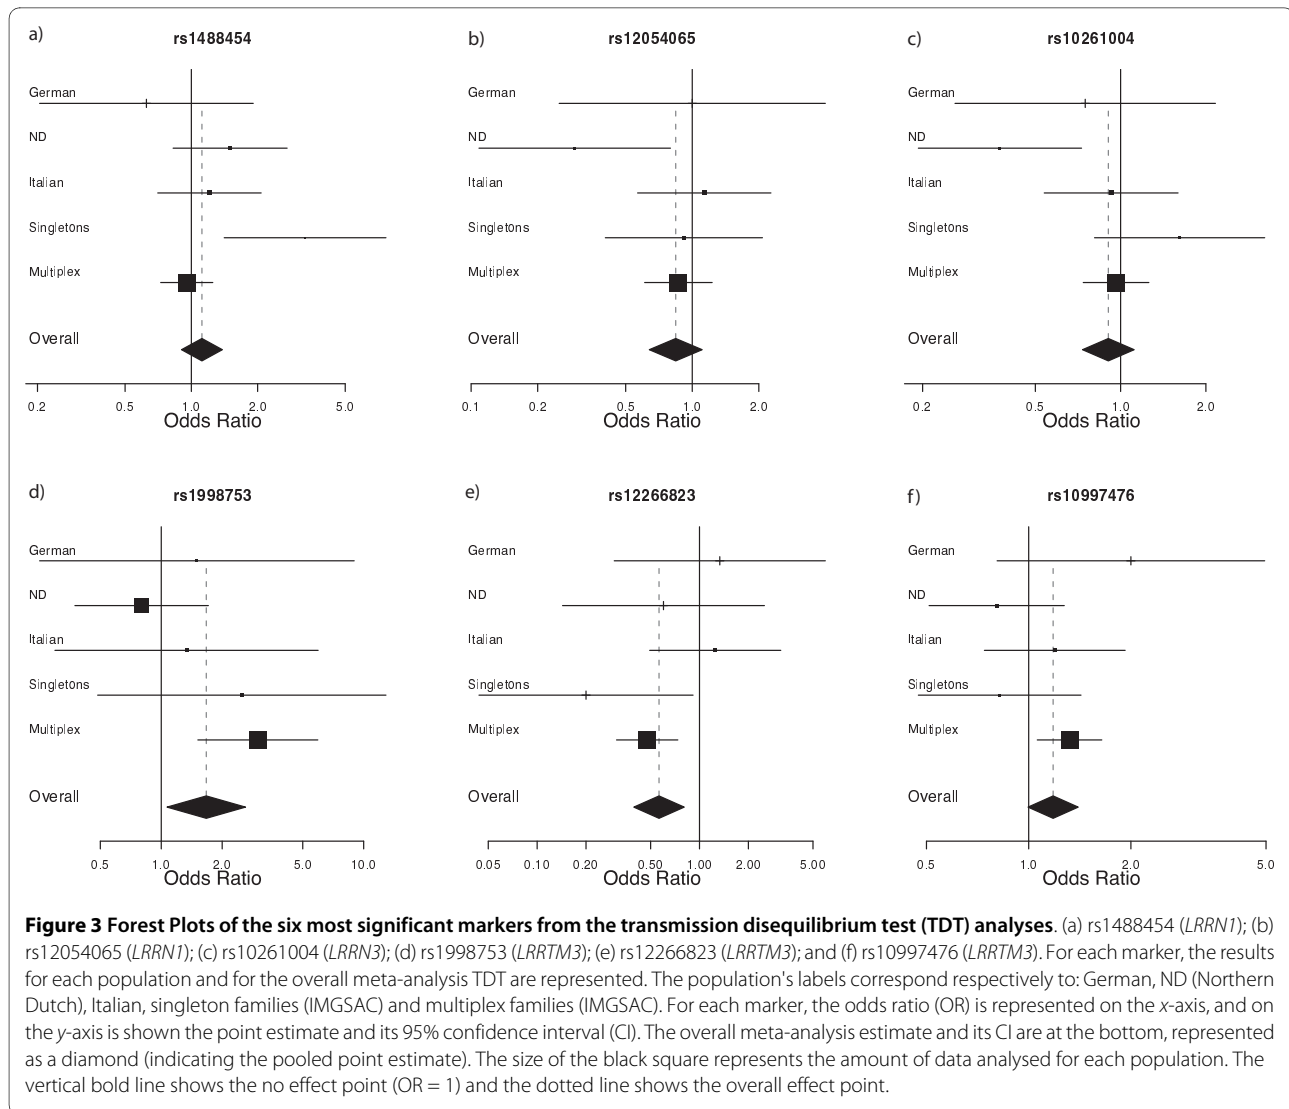 a)
rs1488454
German
ND
Italian
Singletons
Multiplex
Overall
0.2 0.5 1.0 2.0 5.0
Odds Ratio
b)
rs12054065
German
ND
Italian
Singletons
Multiplex
Overall
0.1 0.2 0.5 1.0 2.0
Odds Ratio
c)
rs10261004
German
ND
Italian
Singletons
Multiplex
Overall
0.2 0.5 1.0 2.0
Odds Ratio
d)
rs1998753
German
ND
Italian
Singletons
Multiplex
Overall
0.5 1.0 2.0 5.0 10.0
Odds Ratio
e)
rs12266823
German
ND
Italian
Singletons
Multiplex
Overall
0.05 0.10 0.20 0.50 1.00 2.00 5.00
Odds Ratio
f)
rs10997476
German
ND
Italian
Singletons
Multiplex
Overall
0.5 1.0 2.0 5.0
Odds Ratio
Figure 3 Forest Plots of the six most significant markers from the transmission disequilibrium test (TDT) analyses. (a) rs1488454 (LRRN1); (b)
rs12054065 (LRRN1); (c) rs10261004 (LRRN3); (d) rs1998753 (LRRTM3); (e) rs12266823 (LRRTM3); and (f) rs10997476 (LRRTM3). For each marker, the results
for each population and for the overall meta-analysis TDT are represented. The population's labels correspond respectively to: German, ND (Northern
Dutch), Italian, singleton families (IMGSAC) and multiplex families (IMGSAC). For each marker, the odds ratio (OR) is represented on the x-axis, and on
the y-axis is shown the point estimate and its 95% confidence interval (CI). The overall meta-analysis estimate and its CI are at the bottom, represented
as a diamond (indicating the pooled point estimate). The size of the black square represents the amount of data analysed for each population. The
vertical bold line shows the no effect point (OR = 1) and the dotted line shows the overall effect point.